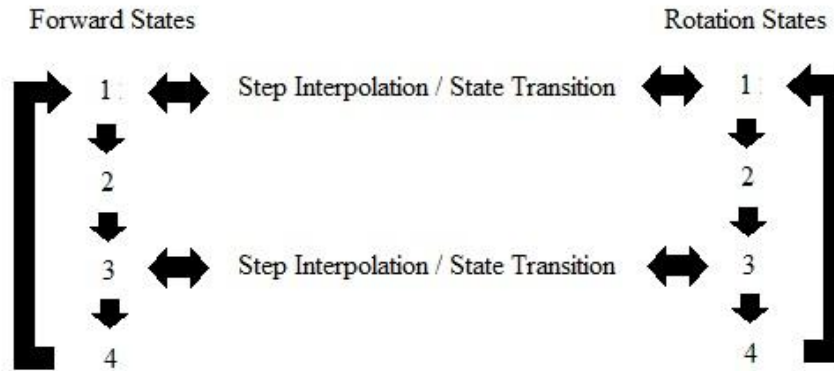 Forward States
Rotation States
1 Step Interpolation / State Transition 1
2 2
3 Step Interpolation / State Transition 3
4 4